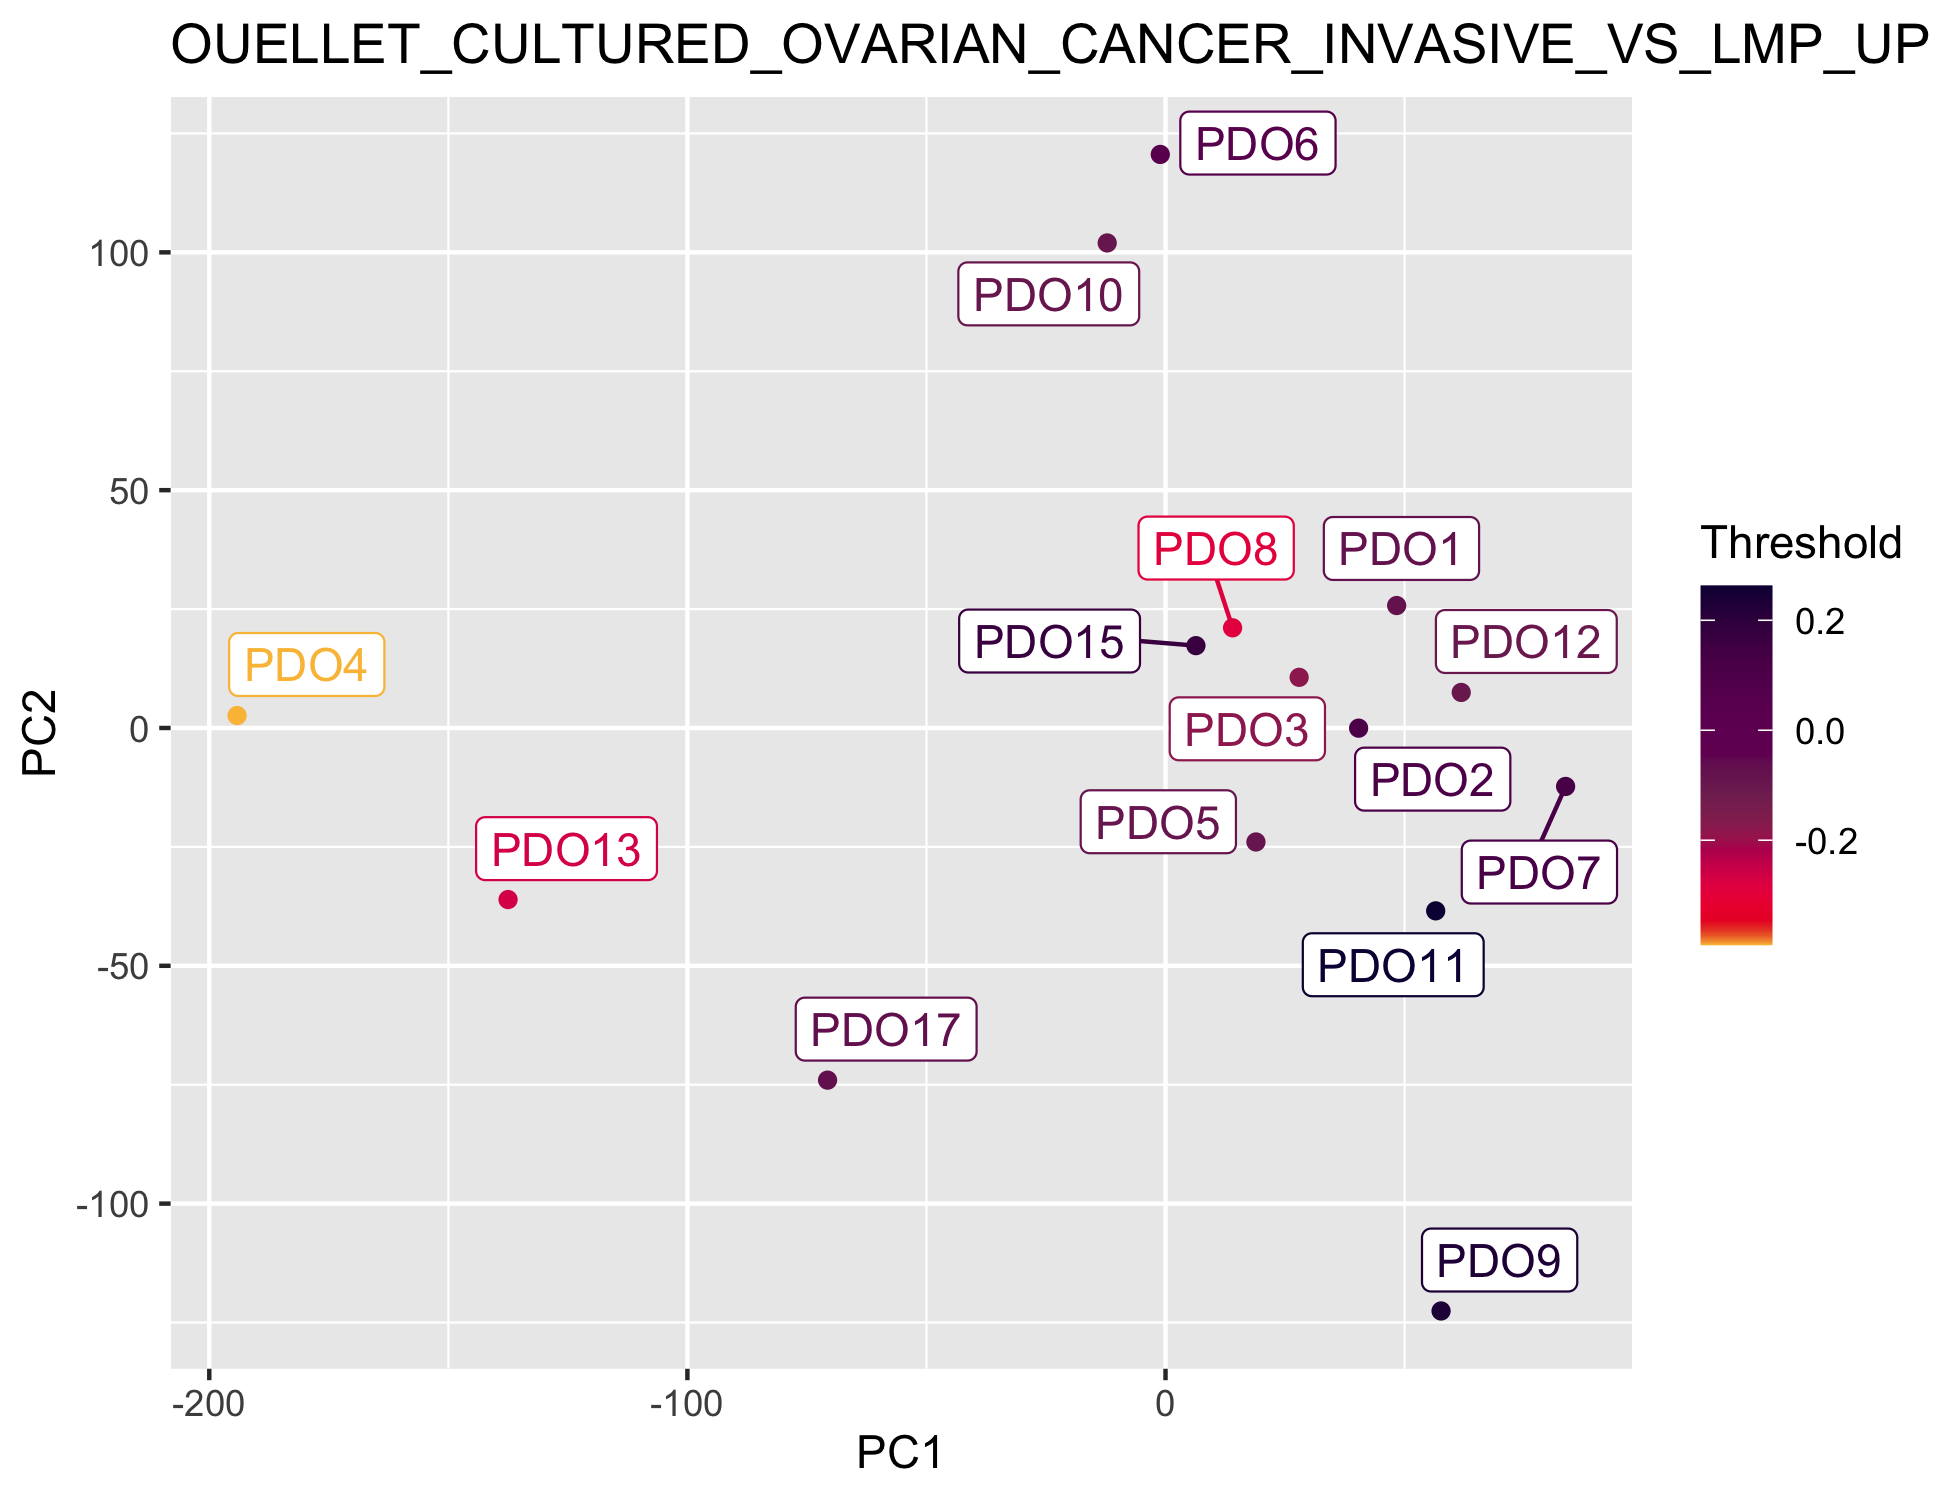 OUELLET_CULTURED_OVARIAN_CANCER_INVASIVE_VS_LMP_UP
PDO6
100
PDO10
50
PDO8
PDO1
PDO15
PDO12
PDO4
PDO3
0
PDO2
PDO5
PDO13
PDO7
-50
PDO11
PDO17
-100
PDO9
-200
-100
0
PC1
PC2
Threshold
0.2
0.0
-0.2